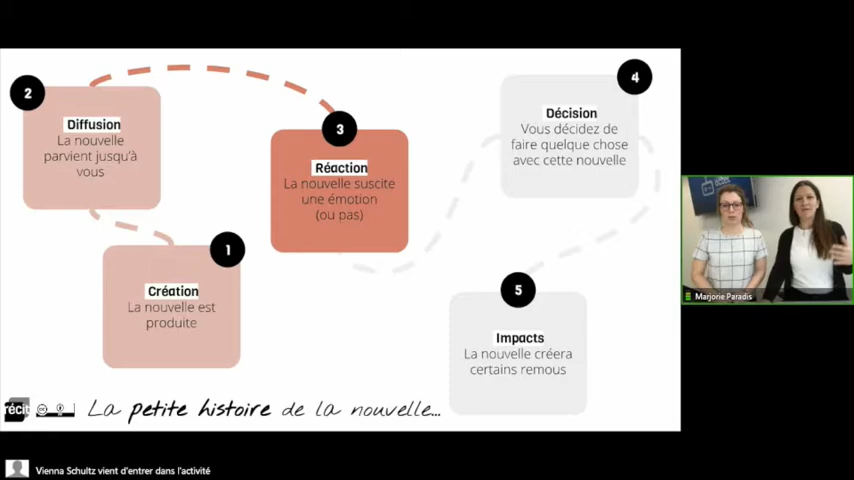 2
Diffusion
La nouvelle
parvient jusqu'à
vous
1
Création
La nouvelle est
produite
3
Réaction
La nouvelle suscite
une émotion
(ou pas)
4
Décision
Vous décidez de
faire quelque chose
avec cette nouvelle
5
Impacts
La nouvelle créera
certains remous
récit
La petite histoire de la nouvelle...
Marjorie Paradis
Vienna Schultz vient d'entrer dans l'activité